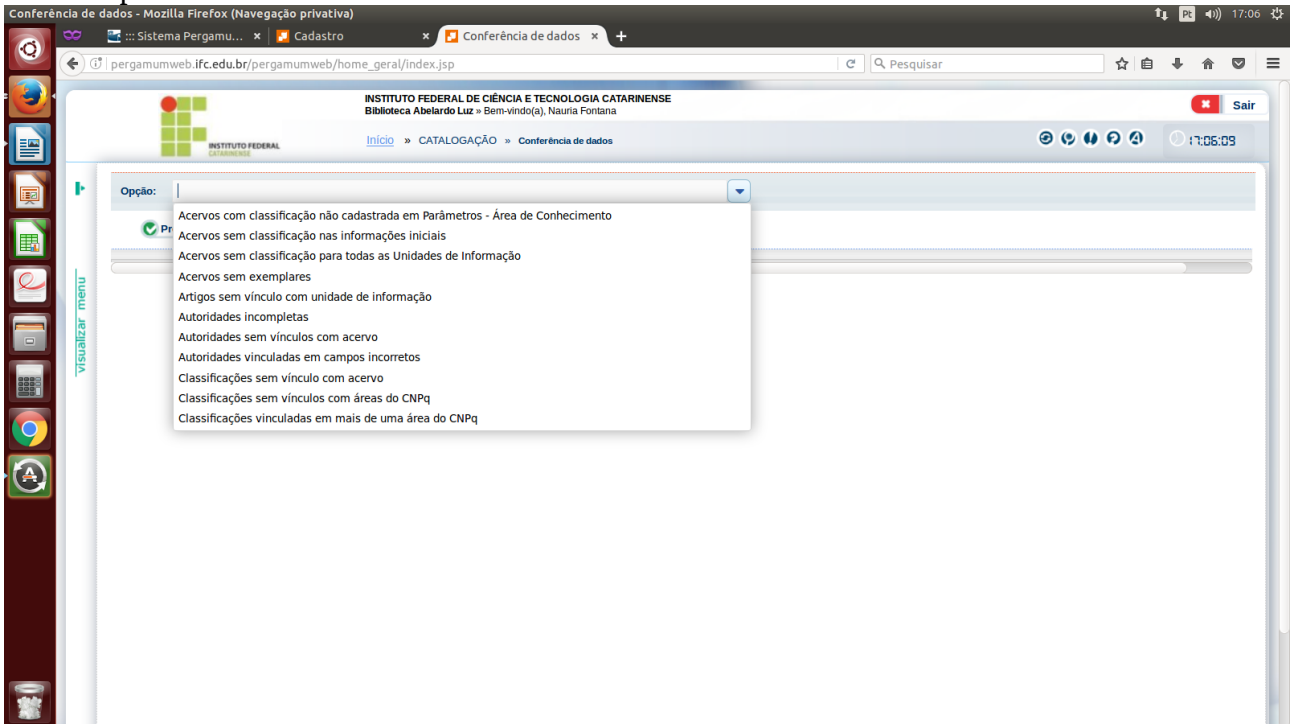 Conferência de dados - Mozilla Firefox (Navegação privativa)
Pt
17:06
::: Sistema Pergamu...
Cadastro
Conferência de dados
pergamumweb.ifc.edu.br/pergamumweb/home_geral/index.jsp
Pesquisar
INSTITUTO FEDERAL DE CIÊNCIA E TECNOLOGIA CATARINENSE
Biblioteca Abelardo Luz » Bem-vindo(a), Nauria Fontana
Sair
INSTITUTO FEDERAL
CATARINENSE
Início » CATALOGAÇÃO » Conferência de dados
17:06:09
Opção:
Pr
Acervos com classificação não cadastrada em Parâmetros - Área de Conhecimento
Acervos sem classificação nas informações iniciais
Acervos sem classificação para todas as Unidades de Informação
Acervos sem exemplares
Artigos sem vínculo com unidade de informação
Autoridades incompletas
Autoridades sem vínculos com acervo
Autoridades vinculadas em campos incorretos
Classificações sem vínculo com acervo
Classificações sem vínculos com áreas do CNPq
Classificações vinculadas em mais de uma área do CNPq
visualizar menu